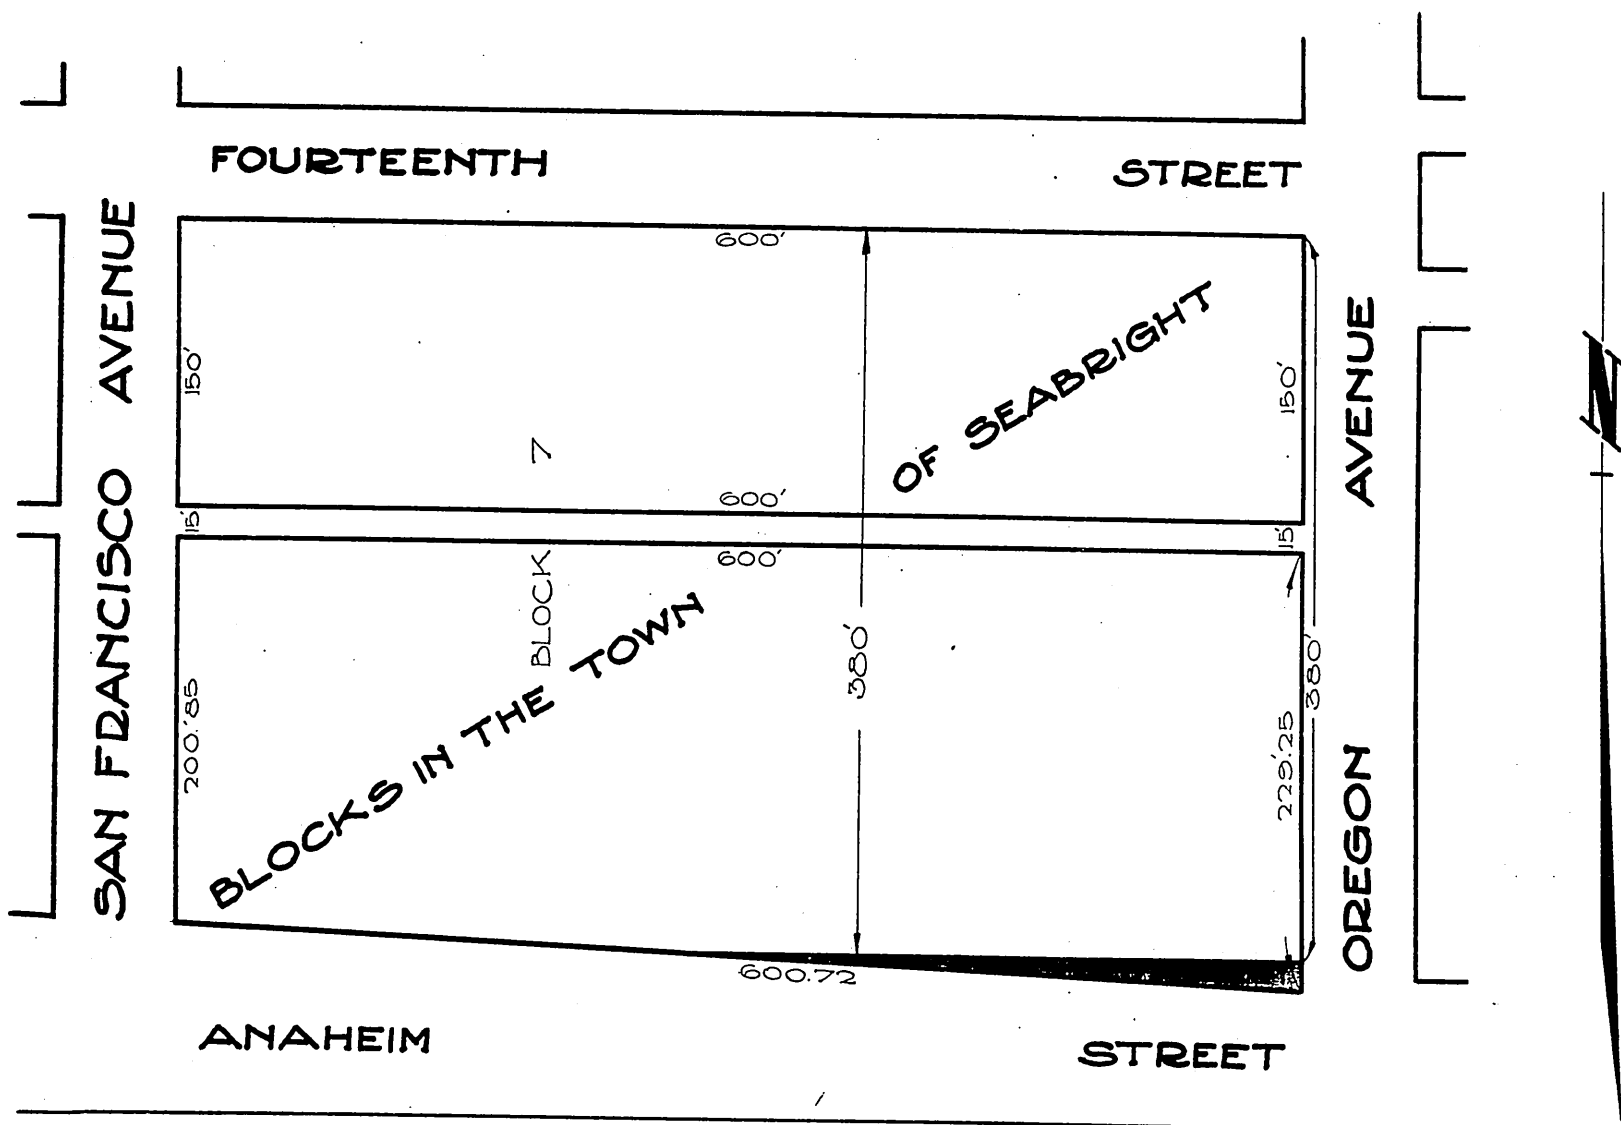 FOURTEENTH STREET
SAN FRANCISCO AVENUE
600'
150'
150'
7
OF SEABRIGHT
600'
15'
15'
600'
BLOCK
BLOCKS IN THE TOWN
380'
380'
200.'85
229.'25
OREGON AVENUE
600.72
ANAHEIM STREET
N